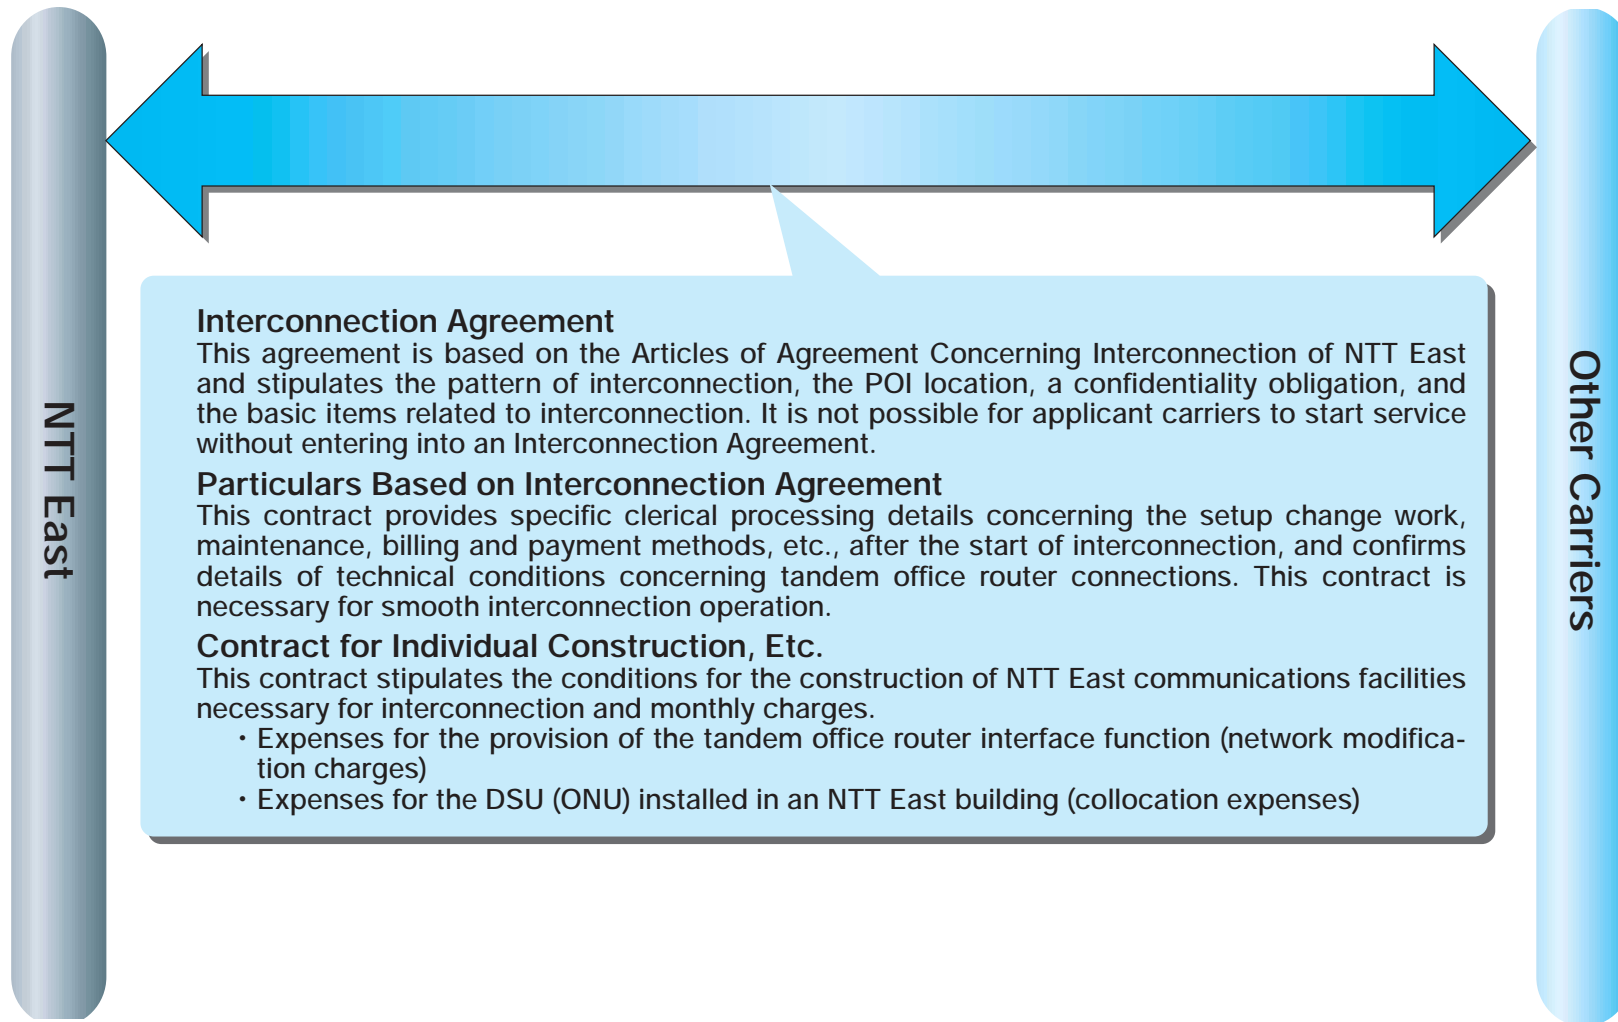 NTT East
Interconnection Agreement
This agreement is based on the Articles of Agreement Concerning Interconnection of NTT East
and stipulates the pattern of interconnection, the POI location, a confidentiality obligation, and
the basic items related to interconnection. It is not possible for applicant carriers to start service
without entering into an Interconnection Agreement.
Particulars Based on Interconnection Agreement
This contract provides specific clerical processing details concerning the setup change work,
maintenance, billing and payment methods, etc., after the start of interconnection, and confirms
details of technical conditions concerning tandem office router connections. This contract is
necessary for smooth interconnection operation.
Contract for Individual Construction, Etc.
This contract stipulates the conditions for the construction of NTT East communications facilities
necessary for interconnection and monthly charges.
・Expenses for the provision of the tandem office router interface function (network modifica-
tion charges)
・Expenses for the DSU (ONU) installed in an NTT East building (collocation expenses)
Other Carriers